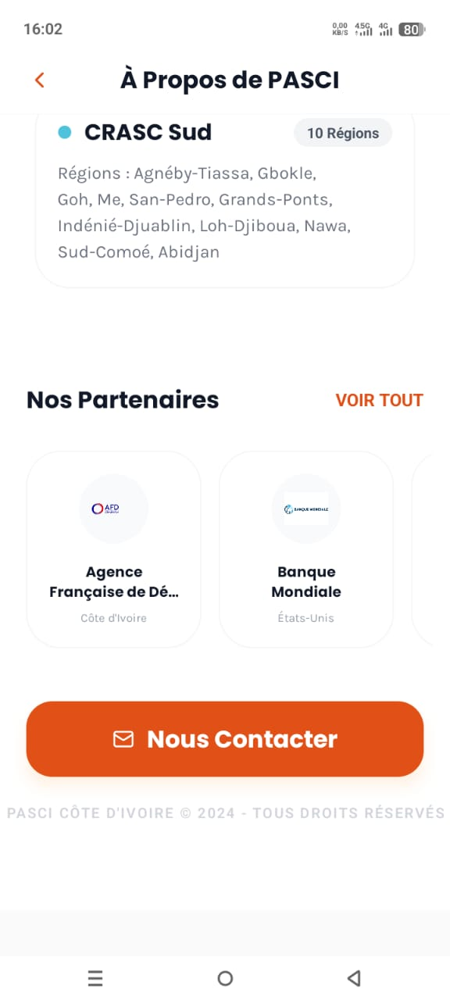 16:02
0,00
KB/S
4.5G
4G
80
À Propos de PASCI
CRASC Sud
10 Régions
Régions : Agnéby-Tiassa, Gbokle,
Goh, Me, San-Pedro, Grands-Ponts,
Indénié-Djuablin, Loh-Djiboua, Nawa,
Sud-Comoé, Abidjan
Nos Partenaires
VOIR TOUT
AFD
BANQUE MONDIALE
Agence
Française de Dé...
Côte d'Ivoire
Banque
Mondiale
États-Unis
Nous Contacter
PASCI CÔTE D'IVOIRE © 2024 - TOUS DROITS RÉSERVÉS